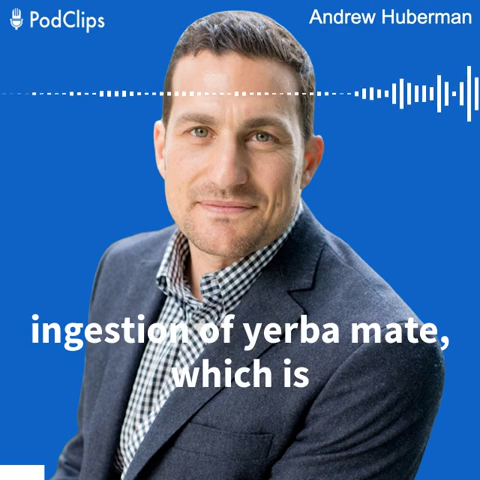 PodClips
Andrew Huberman
ingestion of yerba mate,
which is